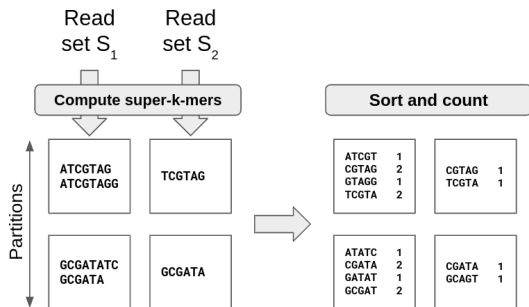 Read
set S1
Read
set S2
Compute super-k-mers
Sort and count
Partitions
ATCGTAG
ATCGTAGG
TCGTAG
GCGATATC
GCGATA
GCGATA
ATCGT 1
CGTAG 2
GTAGG 1
TCGTA 2
CGTAG 1
TCGTA 1
ATATC 1
CGATA 2
GATAT 1
GCGAT 2
CGATA 1
GCAGT 1